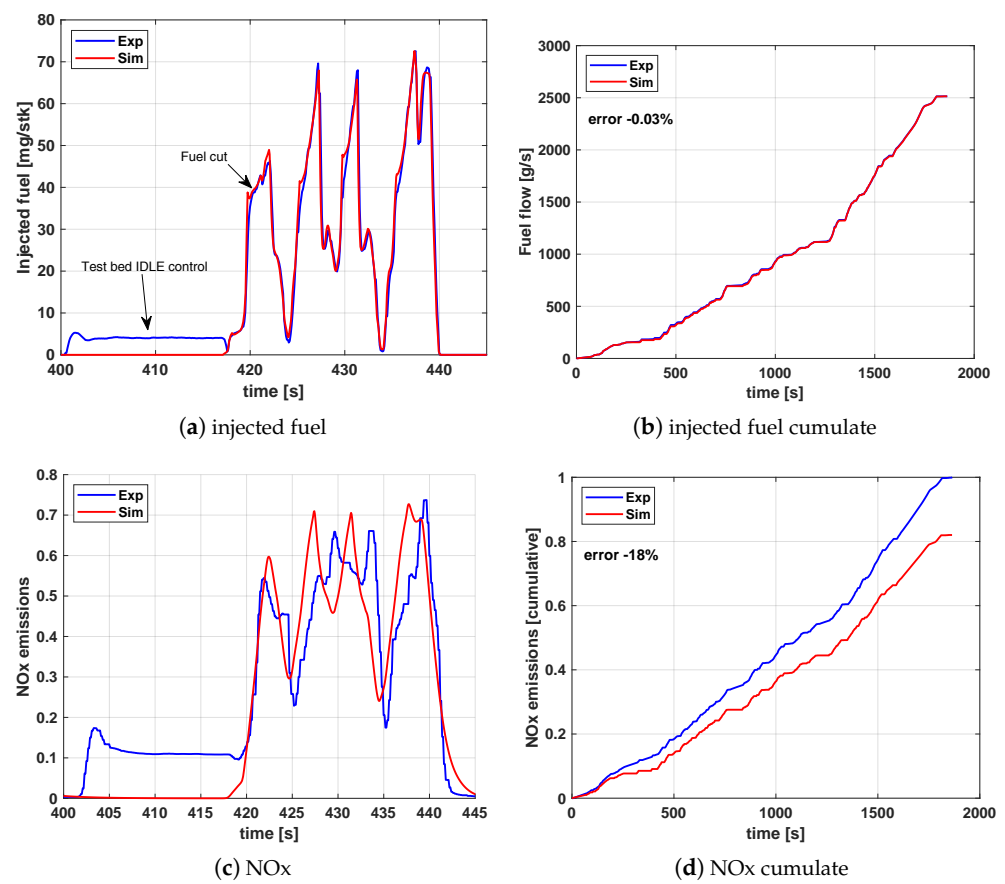 80
70
60
50
40
30
20
10
0
Injected fuel [mg/stk]
Exp
Sim
Fuel cut
Test bed IDLE control
400
410
420
430
440
time [s]
(a) injected fuel
3000
2500
2000
1500
1000
500
0
Fuel flow [g/s]
Exp
Sim
error -0.03%
0
500
1000
1500
2000
time [s]
(b) injected fuel cumulate
0.8
0.7
0.6
0.5
0.4
0.3
0.2
0.1
0
NOx emissions
Exp
Sim
400
405
410
415
420
425
430
435
440
445
time [s]
(c) NOx
1
0.8
0.6
0.4
0.2
0
NOx emissions [cumulative]
Exp
Sim
error -18%
0
500
1000
1500
2000
time [s]
(d) NOx cumulate